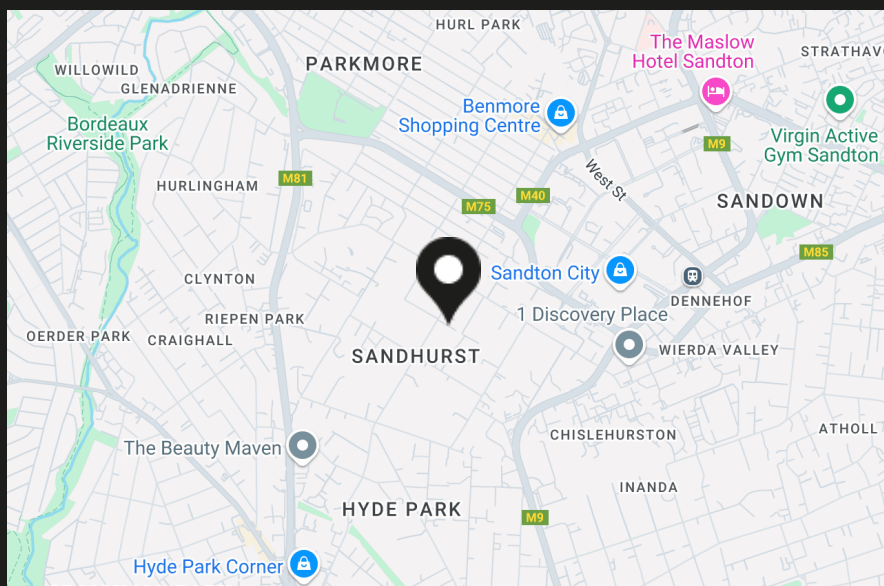 HURL PARK
The Maslow
Hotel Sandton
STRATHAV
PARKMORE
WILLOWILD
GLENADRIENNE
Benmore
Shopping Centre
Bordeaux
Riverside Park
Virgin Active
Gym Sandton
M9
West St
HURLINGHAM
M81
M40
M75
SANDOWN
M85
CLYNTON
Sandton City
DENNEHOF
RIEPEN PARK
1 Discovery Place
OERDER PARK
CRAIGHALL
SANDHURST
WIERDA VALLEY
The Beauty Maven
CHISLEHURSTON
ATHOLL
INANDA
HYDE PARK
M9
Hyde Park Corner